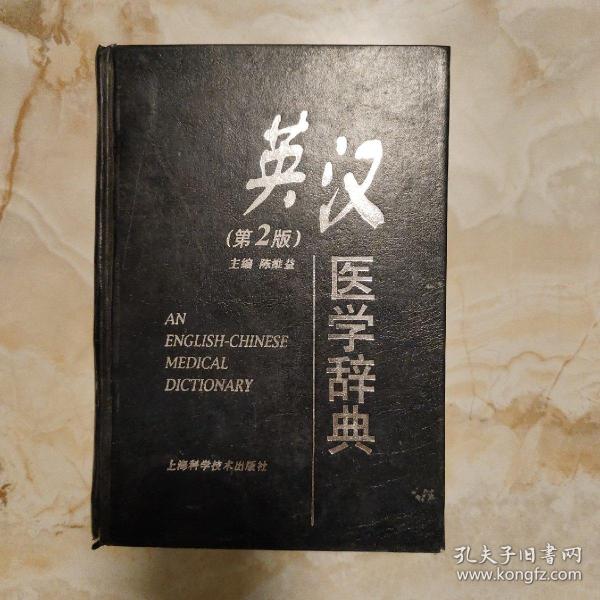 英汉
(第2版)
主编 陈维益
医学辞典
AN
ENGLISH-CHINESE
MEDICAL
DICTIONARY
上海科学技术出版社
孔夫子旧书网
www.kongfz.com